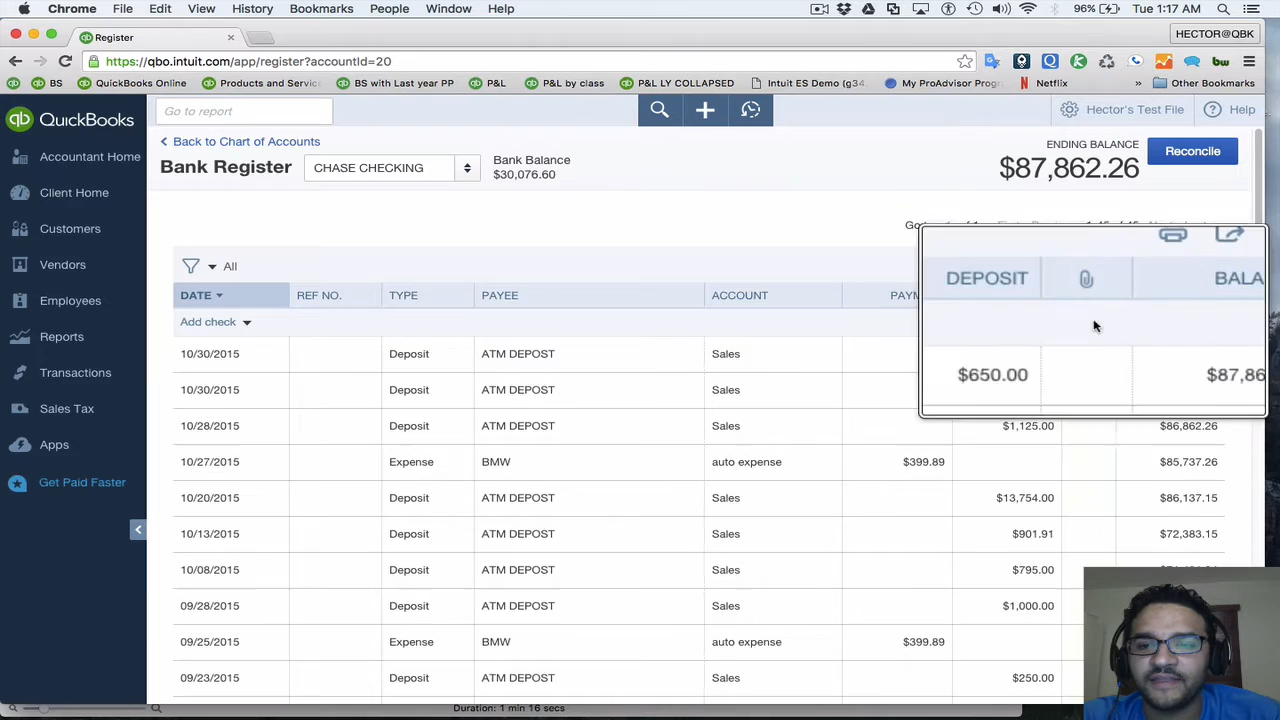 Chrome File Edit View History Bookmarks People Window Help 96% Tue 1:17 AM
Register HECTOR@QBK
https://qbo.intuit.com/app/register?accountId=20
BS QuickBooks Online Products and Service BS with Last year PP P&L P&L by class P&L LY COLLAPSED Intuit ES Demo (g34 My ProAdvisor Progra Netflix bw » Other Bookmarks
qb QuickBooks Go to report Hector's Test File ? Help
Back to Chart of Accounts
Bank Register CHASE CHECKING Bank Balance
$30,076.60
ENDING BALANCE
$87,862.26 Reconcile
Accountant Home
Client Home
Customers
Vendors
Employees
Reports
Transactions
Sales Tax
Apps
Get Paid Faster
All
DATE REF NO. TYPE PAYEE ACCOUNT PAYM DEPOSIT BALA
Add check
10/30/2015 Deposit ATM DEPOST Sales $650.00 $87,86
10/30/2015 Deposit ATM DEPOST Sales
10/28/2015 Deposit ATM DEPOST Sales $1,125.00 $86,862.26
10/27/2015 Expense BMW auto expense $399.89 $85,737.26
10/20/2015 Deposit ATM DEPOST Sales $13,754.00 $86,137.15
10/13/2015 Deposit ATM DEPOST Sales $901.91 $72,383.15
10/08/2015 Deposit ATM DEPOST Sales $795.00
09/28/2015 Deposit ATM DEPOST Sales $1,000.00
09/25/2015 Expense BMW auto expense $399.89
09/23/2015 Deposit ATM DEPOST Sales $250.00
Duration: 1 min 16 secs